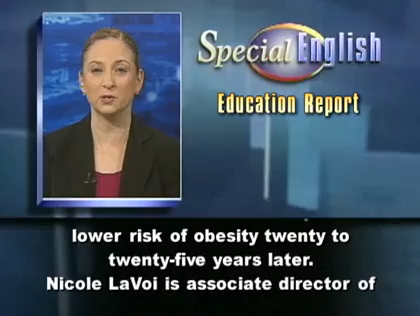 Special English
Education Report
lower risk of obesity twenty to
twenty-five years later.
Nicole LaVoi is associate director of